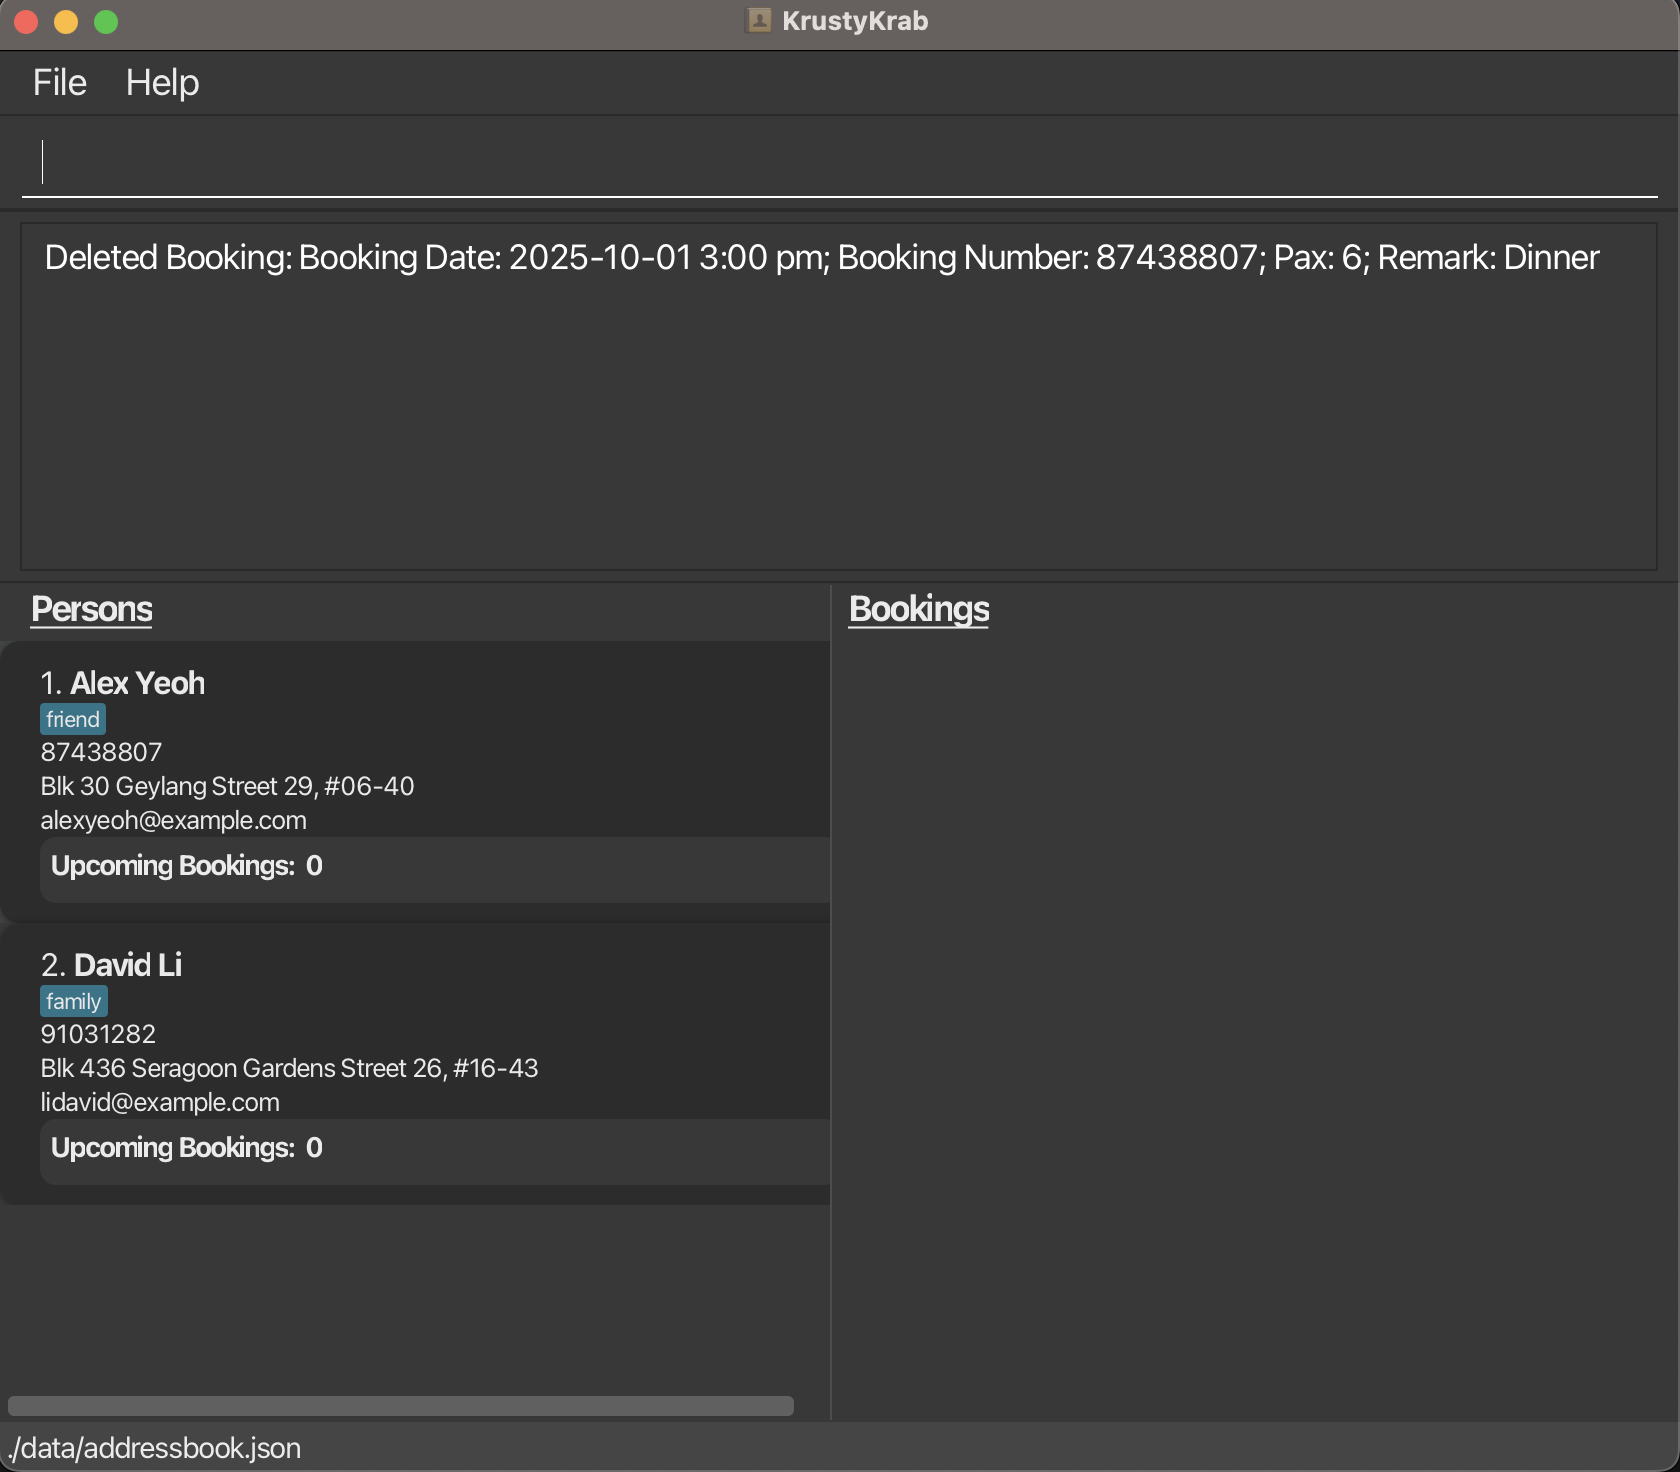 KrustyKrab
File Help
Deleted Booking: Booking Date: 2025-10-01 3:00 pm; Booking Number: 87438807; Pax: 6; Remark: Dinner
Persons
1. Alex Yeoh
friend
87438807
Blk 30 Geylang Street 29, #06-40
alexyeoh@example.com
Upcoming Bookings: 0
2. David Li
family
91031282
Blk 436 Seragoon Gardens Street 26, #16-43
lidavid@example.com
Upcoming Bookings: 0
Bookings
./data/addressbook.json